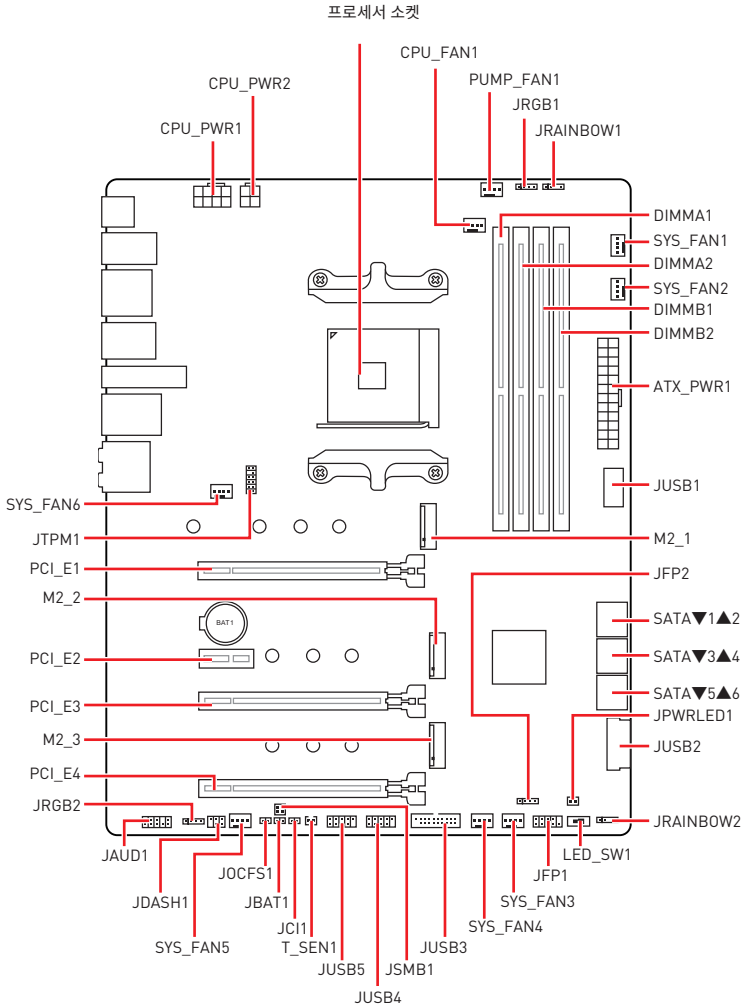 프로세서 소켓
CPU_FAN1
PUMP_FAN1
CPU_PWR2
JRGB1
CPU_PWR1
JRAINBOW1
DIMMA1
SYS_FAN1
DIMMA2
SYS_FAN2
DIMMB1
DIMMB2
ATX_PWR1
JUSB1
SYS_FAN6
JTPM1
M2_1
PCI_E1
JFP2
M2_2
BAT1
SATA▼1▲2
PCI_E2
SATA▼3▲4
SATA▼5▲6
PCI_E3
JPWRLED1
M2_3
JUSB2
PCI_E4
JRGB2
JRAINBOW2
JAUD1
JOCFS1
LED_SW1
JDASH1
JBAT1
JFP1
JCI1
SYS_FAN3
SYS_FAN5
T_SEN1
JUSB3
SYS_FAN4
JUSB5
JSMB1
JUSB4